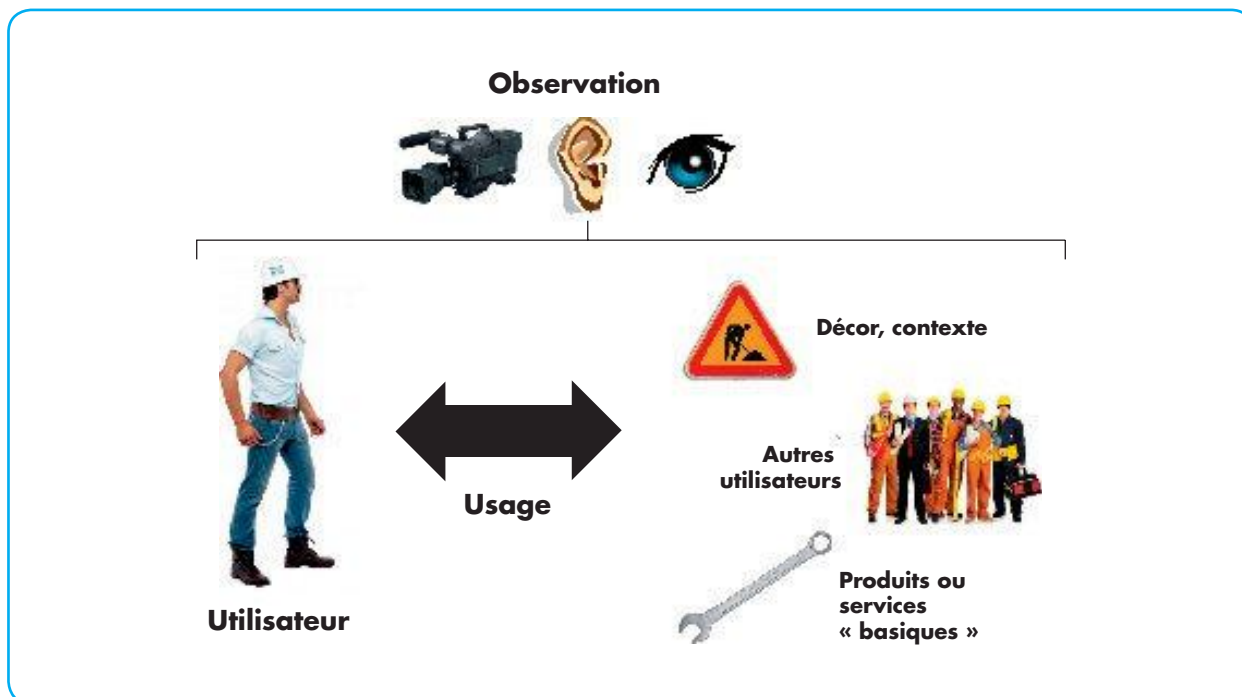 Observation
Décor, contexte
Autres
utilisateurs
Usage
Produits ou
services
« basiques »
Utilisateur